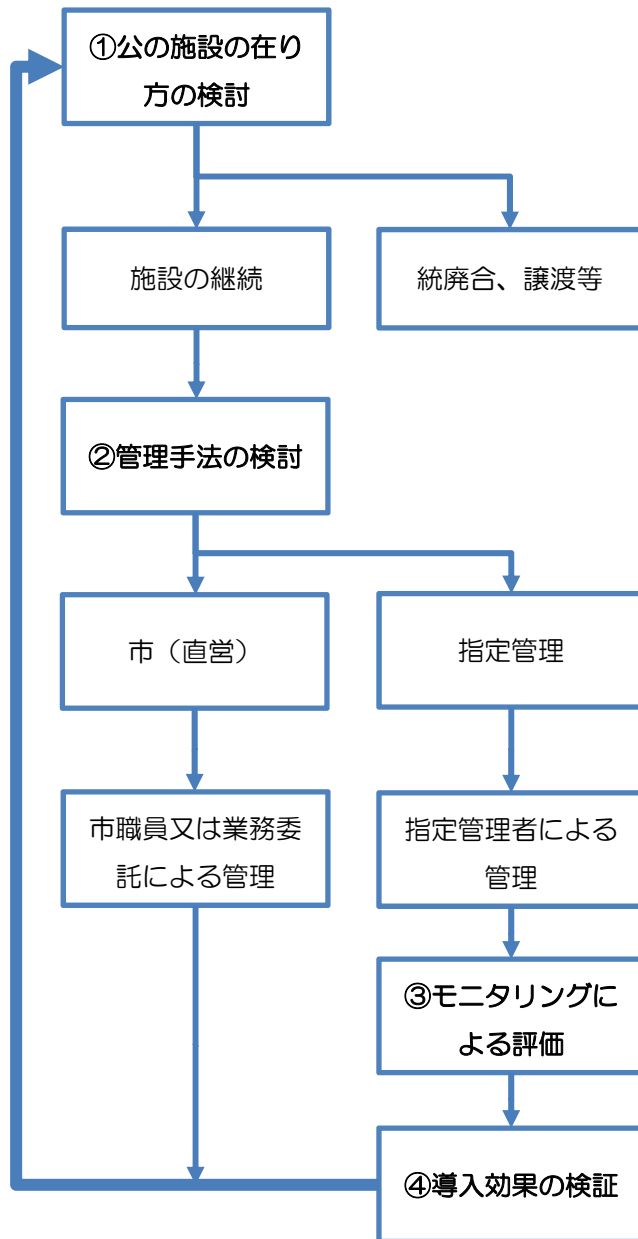 ①公の施設の在り
方の検討
施設の継続
統廃合、譲渡等
②管理手法の検討
市（直営）
指定管理
市職員又は業務委
託による管理
指定管理者による
管理
③モニタリングに
よる評価
④導入効果の検証